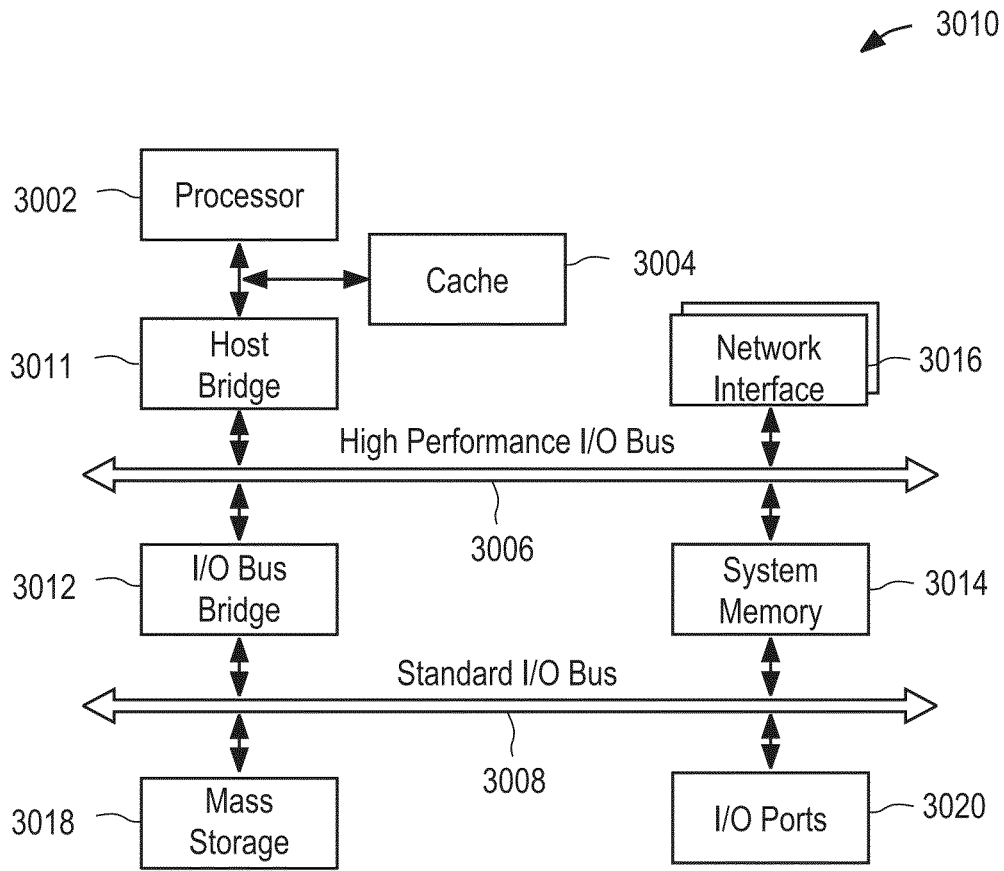 3010
3002
Processor
Cache
3004
3011
Host
Bridge
Network
Interface
3016
High Performance I/O Bus
3006
3012
I/O Bus
Bridge
System
Memory
3014
Standard I/O Bus
3008
3018
Mass
Storage
I/O Ports
3020